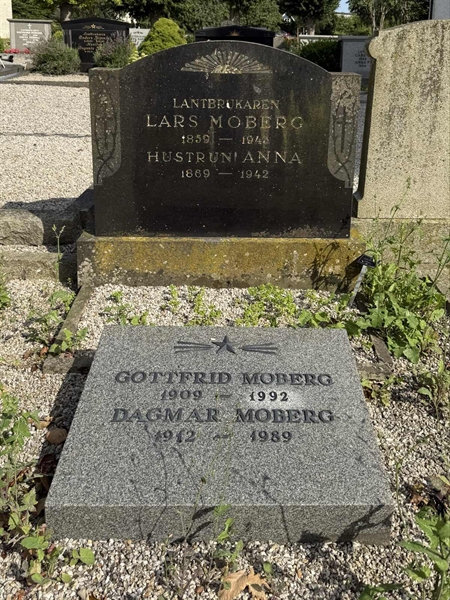 LANTBRUKAREN
LARS MOBERG
1859 - 1943
HUSTRUN ANNA
1869 - 1942
GOTTFRID MOBERG
1909 - 1992
DAGMAR MOBERG
1912 - 1989